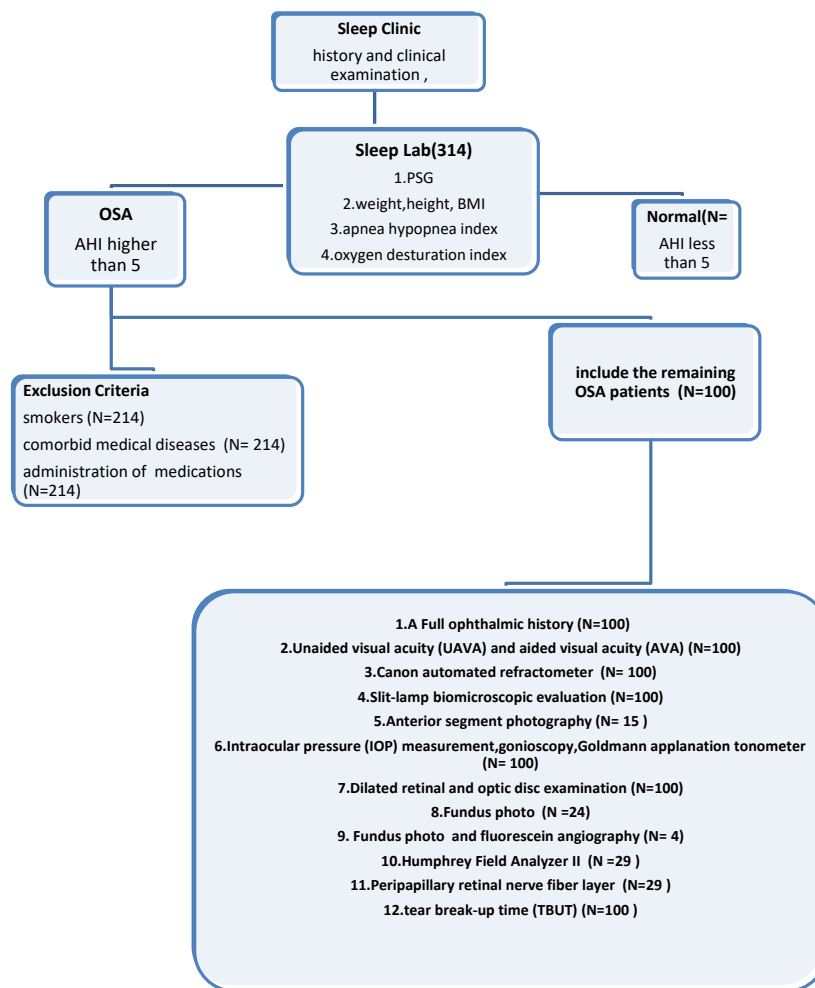 Sleep Clinic
history and clinical
examination ,
Sleep Lab(314)
1.PSG
2.weight,height, BMI
3.apnea hypopnea index
4.oxygen desturation index
OSA
AHI higher
than 5
Normal(N=
AHI less
than 5
Exclusion Criteria
smokers (N=214)
comorbid medical diseases (N= 214)
administration of medications
(N=214)
include the remaining
OSA patients (N=100)
1.A Full ophthalmic history (N=100)
2.Unaided visual acuity (UAVA) and aided visual acuity (AVA) (N=100)
3.Canon automated refractometer (N= 100)
4.Slit-lamp biomicroscopic evaluation (N=100)
5.Anterior segment photography (N= 15 )
6.Intraocular pressure (IOP) measurement,gonioscopy,Goldmann applanation tonometer
(N= 100)
7.Dilated retinal and optic disc examination (N=100)
8.Fundus photo (N =24)
9. Fundus photo and fluorescein angiography (N= 4)
10.Humphrey Field Analyzer II (N =29 )
11.Peripapillary retinal nerve fiber layer (N=29 )
12.tear break-up time (TBUT) (N=100 )